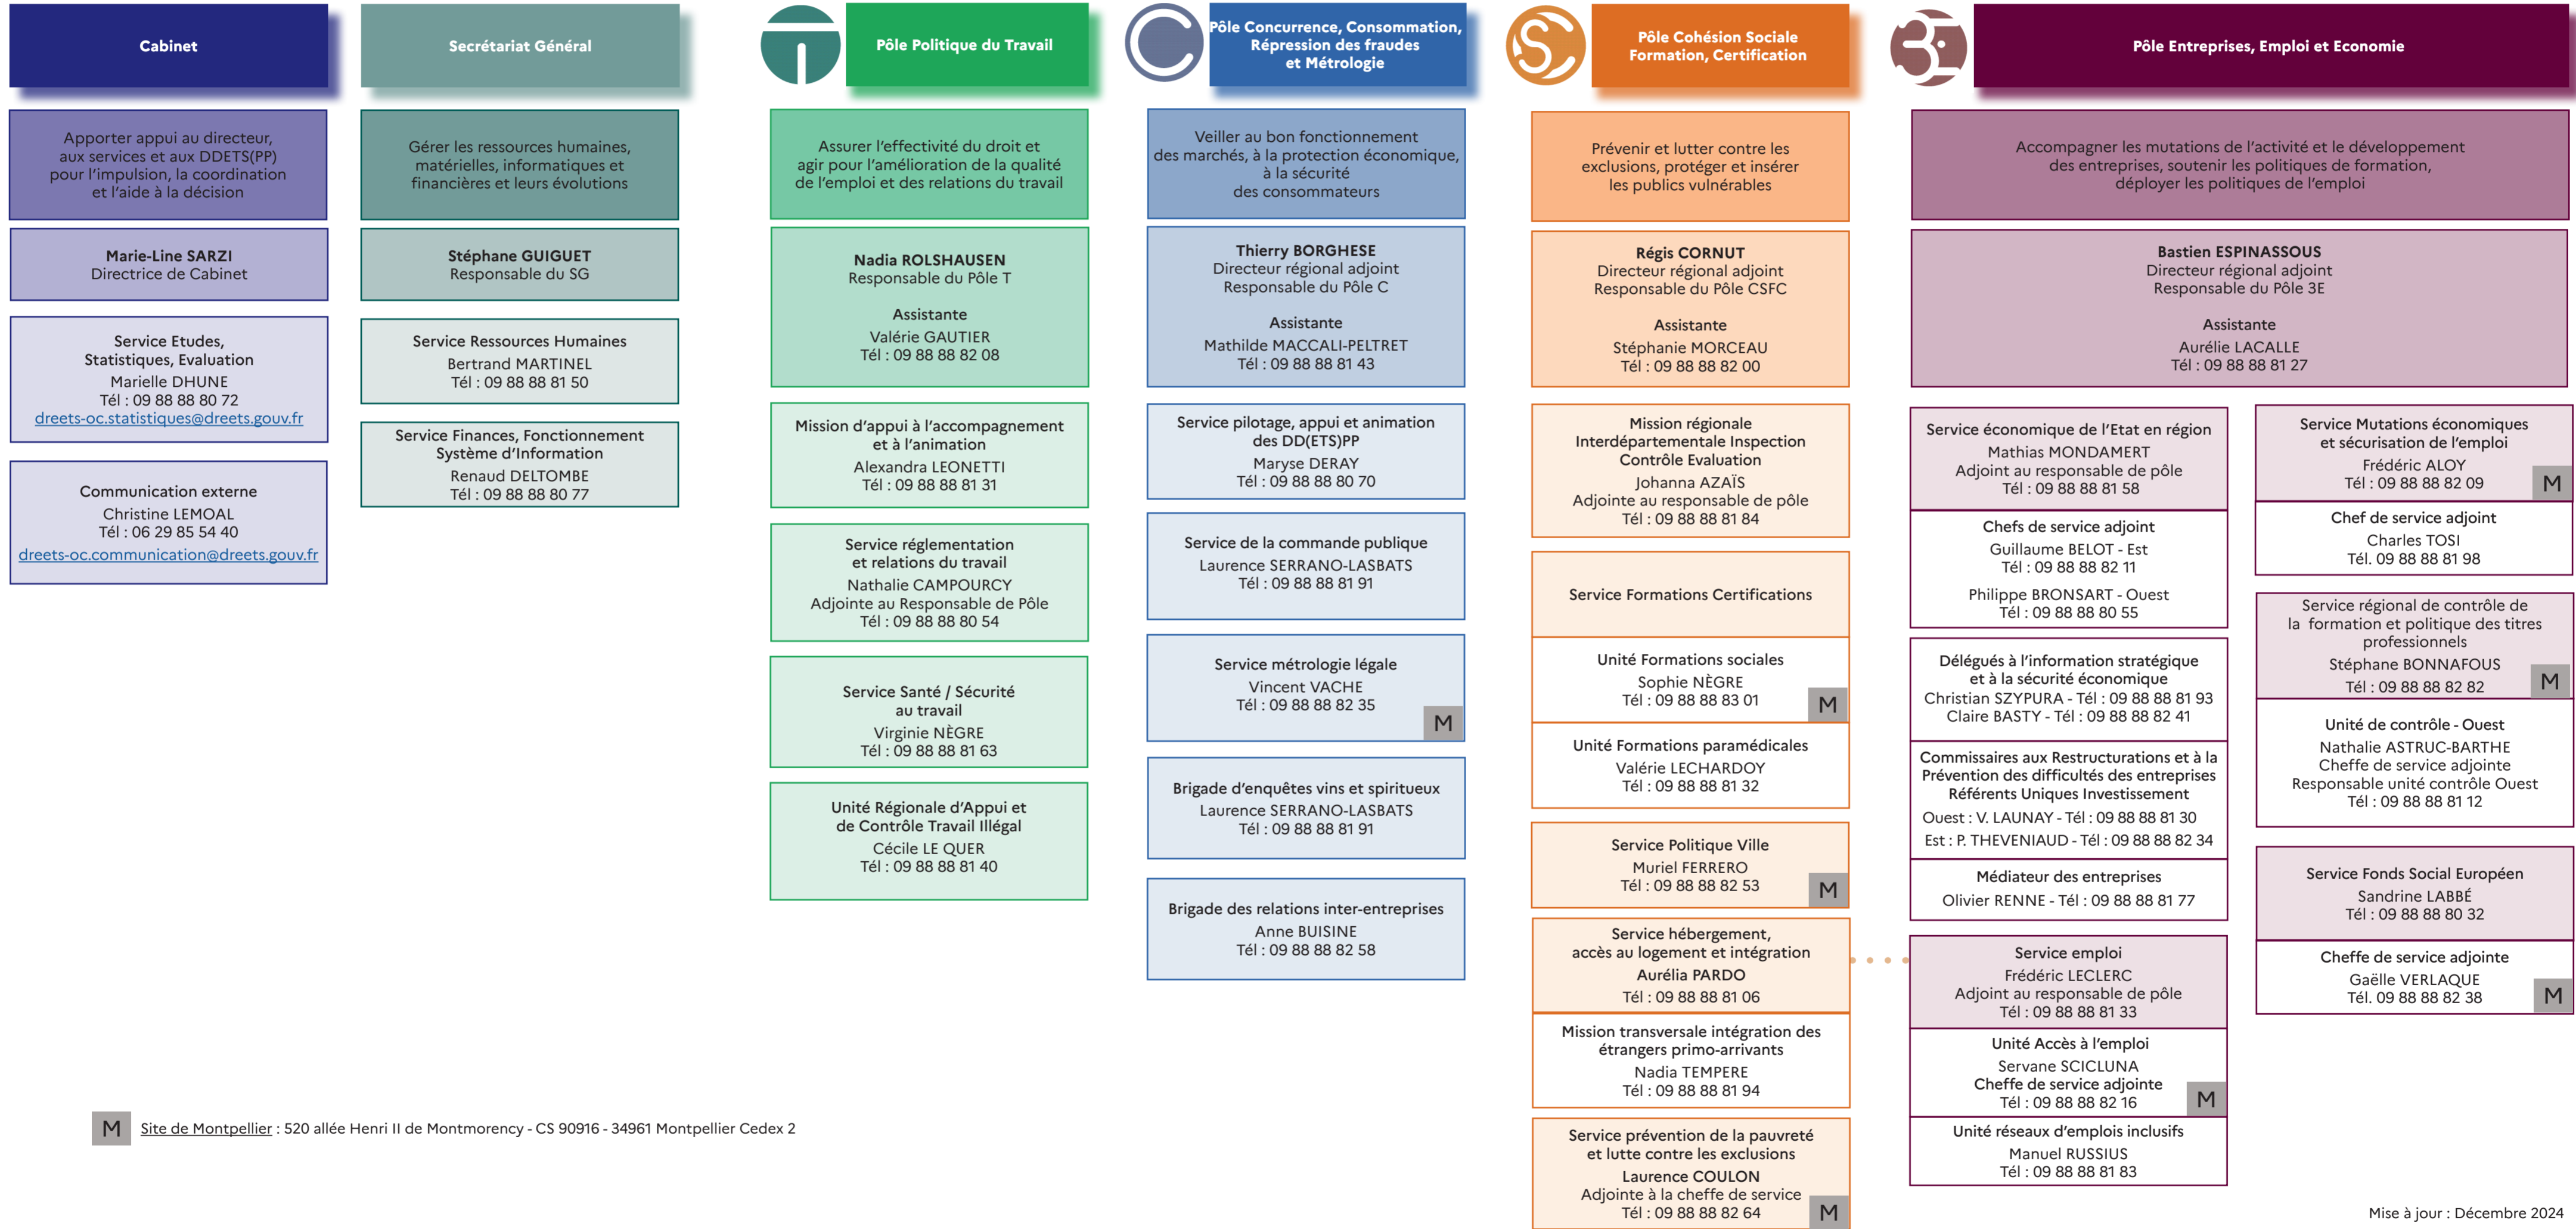 Cabinet
Apporter appui au directeur,
aux services et aux DDETS(PP)
pour l'impulsion, la coordination
et l'aide à la décision
Marie-Line SARZI
Directrice de Cabinet
Service Etudes,
Statistiques, Evaluation
Marielle DHUNE
Tél : 09 88 88 80 72
dreets-oc.statistiques@dreets.gouv.fr
Communication externe
Christine LEMOAL
Tél : 06 29 85 54 40
dreets-oc.communication@dreets.gouv.fr
Secrétariat Général
Gérer les ressources humaines,
matérielles, informatiques et
financières et leurs évolutions
Stéphane GUIGUET
Responsable du SG
Service Ressources Humaines
Bertrand MARTINEL
Tél : 09 88 88 81 50
Service Finances, Fonctionnement
Système d'Information
Renaud DELTOMBE
Tél : 09 88 88 80 77
T
Pôle Politique du Travail
Assurer l'effectivité du droit et
agir pour l'amélioration de la qualité
de l'emploi et des relations du travail
Nadia ROLSHAUSEN
Responsable du Pôle T
Assistante
Valérie GAUTIER
Tél : 09 88 88 82 08
Mission d'appui à l'accompagnement
et à l'animation
Alexandra LEONETTI
Tél : 09 88 88 81 31
Service réglementation
et relations du travail
Nathalie CAMPOURCY
Adjointe au Responsable de Pôle
Tél : 09 88 88 80 54
Service Santé / Sécurité
au travail
Virginie NÈGRE
Tél : 09 88 88 81 63
Unité Régionale d'Appui et
de Contrôle Travail Illégal
Cécile LE QUER
Tél : 09 88 88 81 40
C
Pôle Concurrence, Consommation,
Répression des fraudes
et Métrologie
Veiller au bon fonctionnement
des marchés, à la protection économique,
à la sécurité
des consommateurs
Thierry BORGHESE
Directeur régional adjoint
Responsable du Pôle C
Assistante
Mathilde MACCALI-PELTRET
Tél : 09 88 88 81 43
Service pilotage, appui et animation
des DD(ETS)PP
Maryse DERAY
Tél : 09 88 88 80 70
Service de la commande publique
Laurence SERRANO-LASBATS
Tél : 09 88 88 81 91
Service métrologie légale
Vincent VACHE
Tél : 09 88 88 82 35
M
Brigade d'enquêtes vins et spiritueux
Laurence SERRANO-LASBATS
Tél : 09 88 88 81 91
Brigade des relations inter-entreprises
Anne BUISINE
Tél : 09 88 88 82 58
SC
Pôle Cohésion Sociale
Formation, Certification
Prévenir et lutter contre les
exclusions, protéger et insérer
les publics vulnérables
Régis CORNUT
Directeur régional adjoint
Responsable du Pôle CSFC
Assistante
Stéphanie MORCEAU
Tél : 09 88 88 82 00
Mission régionale
Interdépartementale Inspection
Contrôle Evaluation
Johanna AZAÏS
Adjointe au responsable de pôle
Tél : 09 88 88 81 84
Service Formations Certifications
Unité Formations sociales
Sophie NÈGRE
Tél : 09 88 88 83 01
M
Unité Formations paramédicales
Valérie LECHARDOY
Tél : 09 88 88 81 32
Service Politique Ville
Muriel FERRERO
Tél : 09 88 88 82 53
M
Service hébergement,
accès au logement et intégration
Aurélia PARDO
Tél : 09 88 88 81 06
Mission transversale intégration des
étrangers primo-arrivants
Nadia TEMPERE
Tél : 09 88 88 81 94
Service prévention de la pauvreté
et lutte contre les exclusions
Laurence COULON
Adjointe à la cheffe de service
Tél : 09 88 88 82 64
M
3E
Pôle Entreprises, Emploi et Economie
Accompagner les mutations de l'activité et le développement
des entreprises, soutenir les politiques de formation,
déployer les politiques de l'emploi
Bastien ESPINASSOUS
Directeur régional adjoint
Responsable du Pôle 3E
Assistante
Aurélie LACALLE
Tél : 09 88 88 81 27
Service économique de l'Etat en région
Mathias MONDAMERT
Adjoint au responsable de pôle
Tél : 09 88 88 81 58
Chefs de service adjoint
Guillaume BELOT - Est
Tél : 09 88 88 82 11
Philippe BRONSART - Ouest
Tél : 09 88 88 80 55
Délégués à l'information stratégique
et à la sécurité économique
Christian SZYPURA - Tél : 09 88 88 81 93
Claire BASTY - Tél : 09 88 88 82 41
Commissaires aux Restructurations et à la
Prévention des difficultés des entreprises
Référents Uniques Investissement
Ouest : V. LAUNAY - Tél : 09 88 88 81 30
Est : P. THEVENIAUD - Tél : 09 88 88 82 34
Médiateur des entreprises
Olivier RENNE - Tél : 09 88 88 81 77
Service emploi
Frédéric LECLERC
Adjoint au responsable de pôle
Tél : 09 88 88 81 33
Unité Accès à l'emploi
Servane SCICLUNA
Cheffe de service adjointe
Tél : 09 88 88 82 16
M
Unité réseaux d'emplois inclusifs
Manuel RUSSIUS
Tél : 09 88 88 81 83
Service Mutations économiques
et sécurisation de l'emploi
Frédéric ALOY
Tél : 09 88 88 82 09
M
Chef de service adjoint
Charles TOSI
Tél. 09 88 88 81 98
Service régional de contrôle de
la formation et politique des titres
professionnels
Stéphane BONNAFOUS
Tél : 09 88 88 82 82
M
Unité de contrôle - Ouest
Nathalie ASTRUC-BARTHE
Cheffe de service adjointe
Responsable unité contrôle Ouest
Tél : 09 88 88 81 12
Service Fonds Social Européen
Sandrine LABBÉ
Tél : 09 88 88 80 32
Cheffe de service adjointe
Gaëlle VERLAQUE
Tél. 09 88 88 82 38
M
M Site de Montpellier : 520 allée Henri II de Montmorency - CS 90916 - 34961 Montpellier Cedex 2
Mise à jour : Décembre 2024